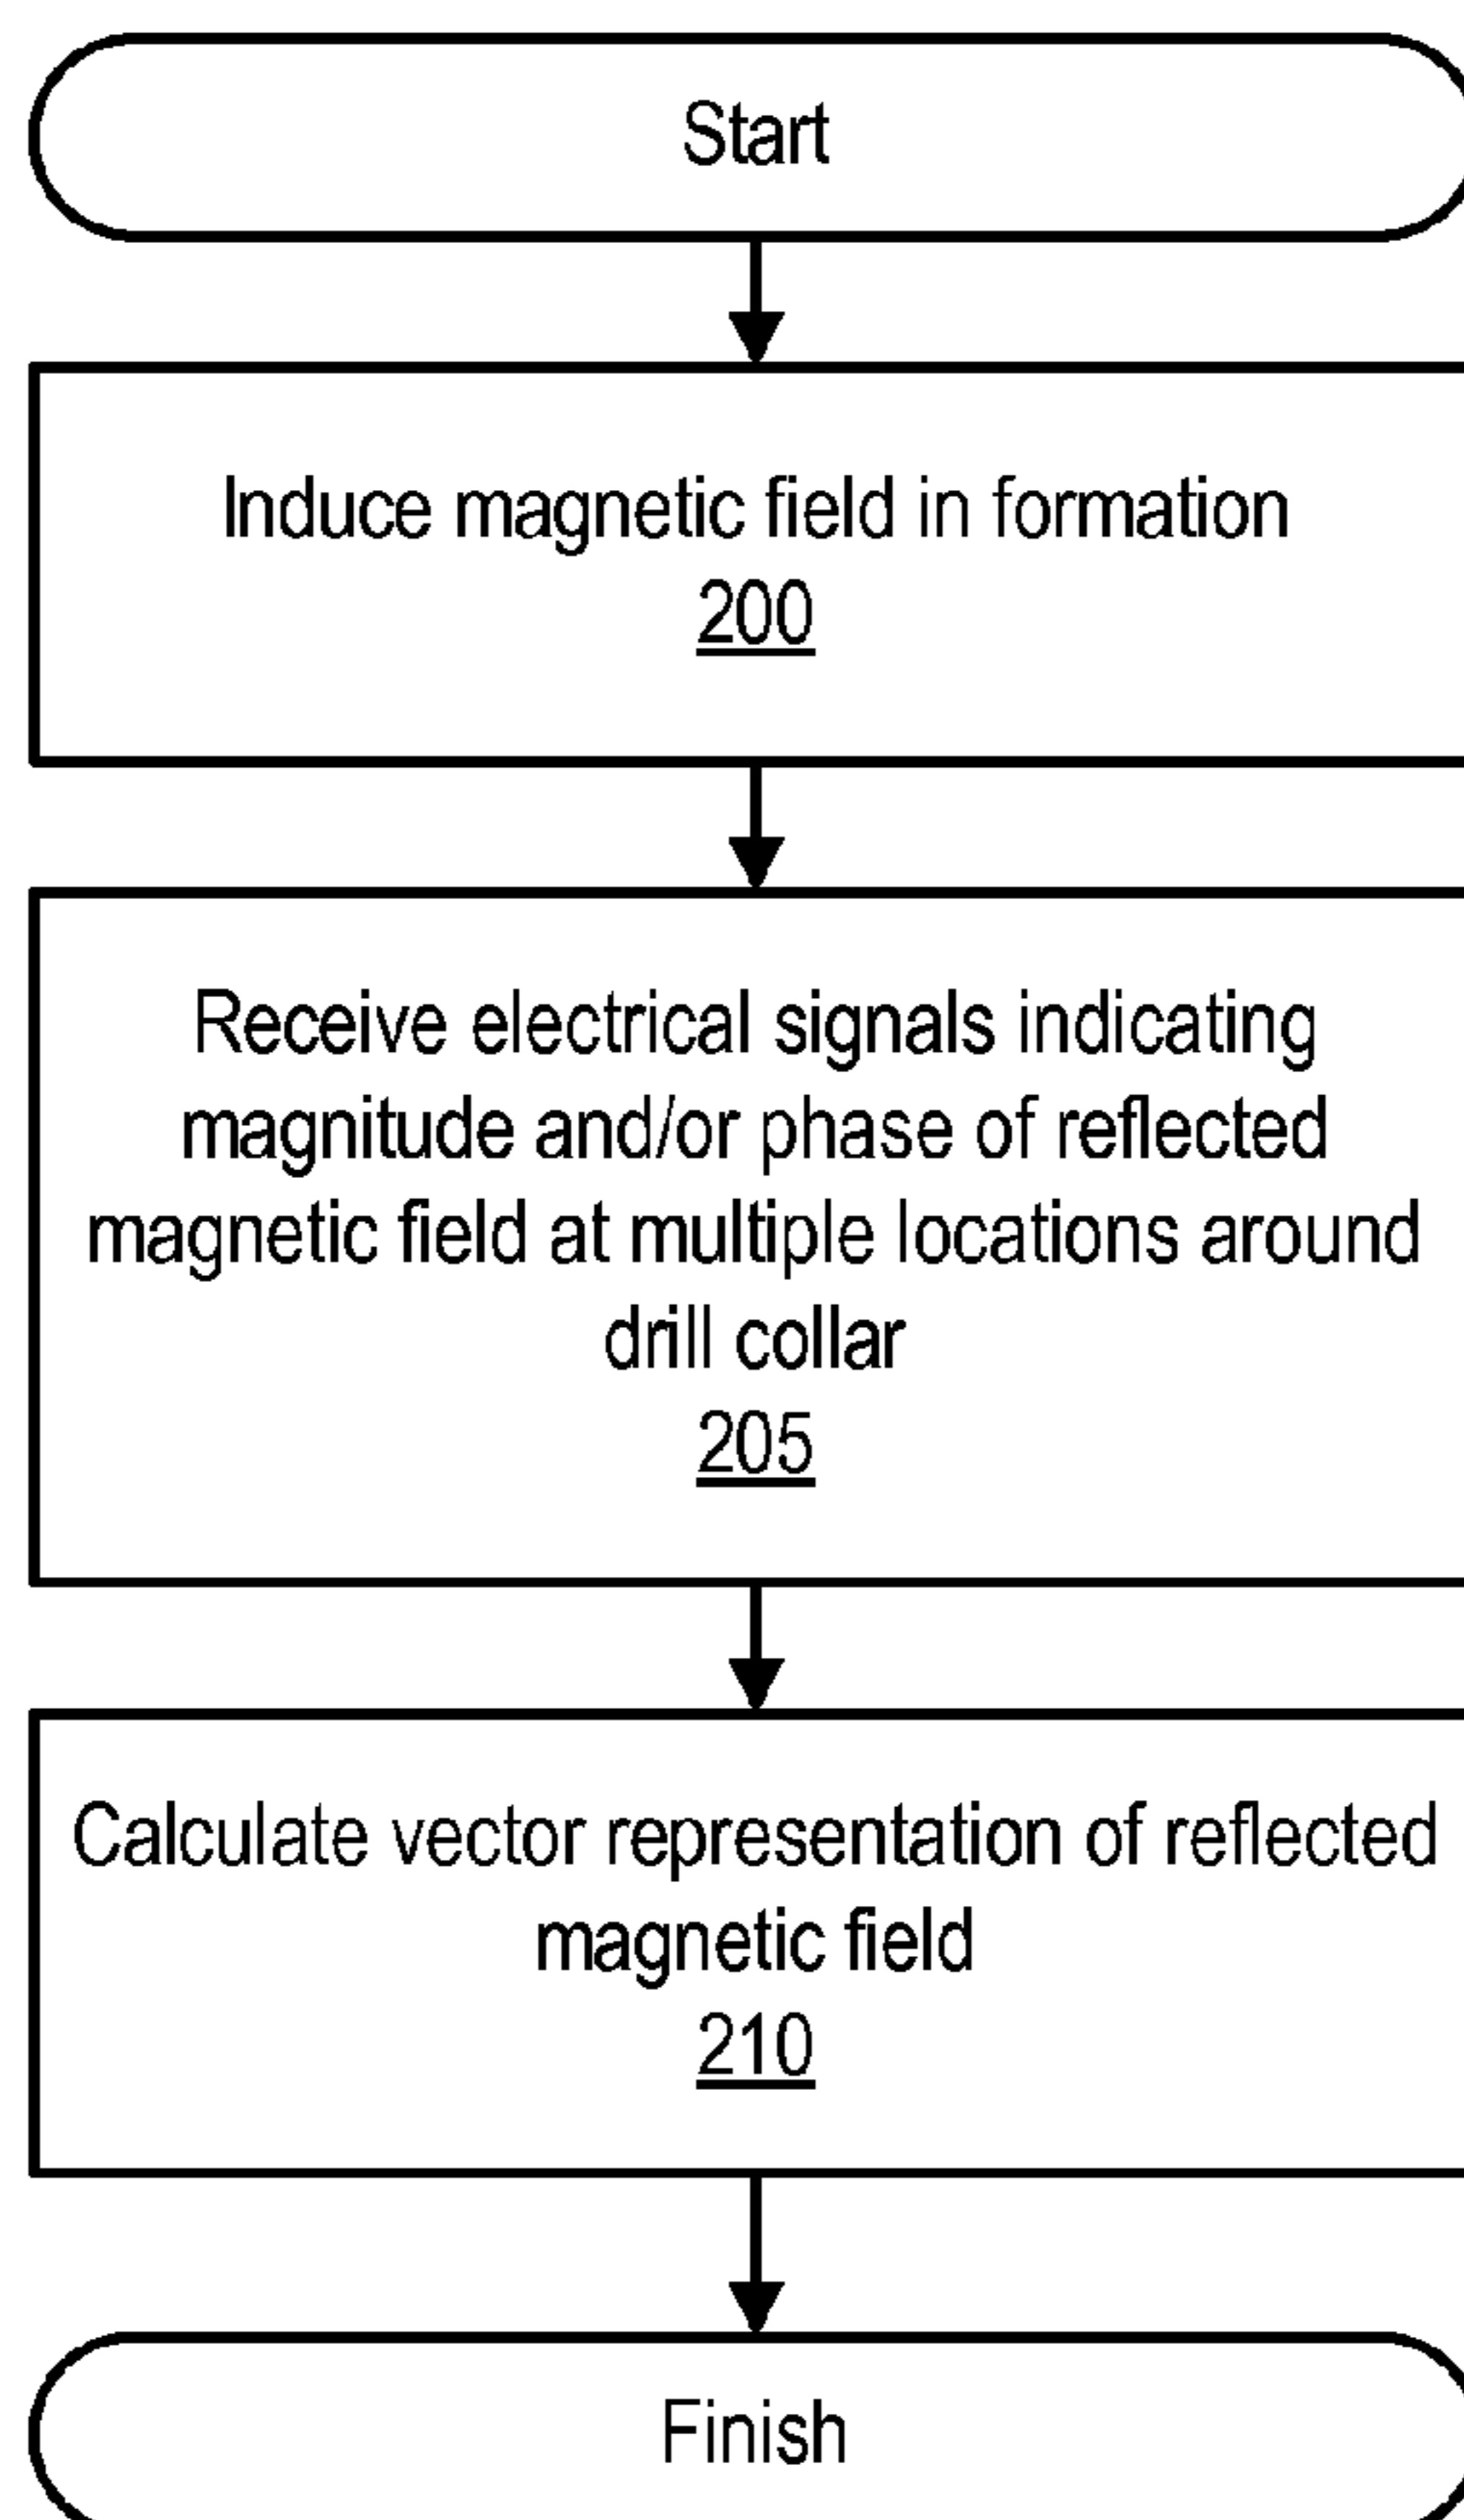 Start
Induce magnetic field in formation
200
Receive electrical signals indicating
magnitude and/or phase of reflected
magnetic field at multiple locations around
drill collar
205
Calculate vector representation of reflected
magnetic field
210
Finish